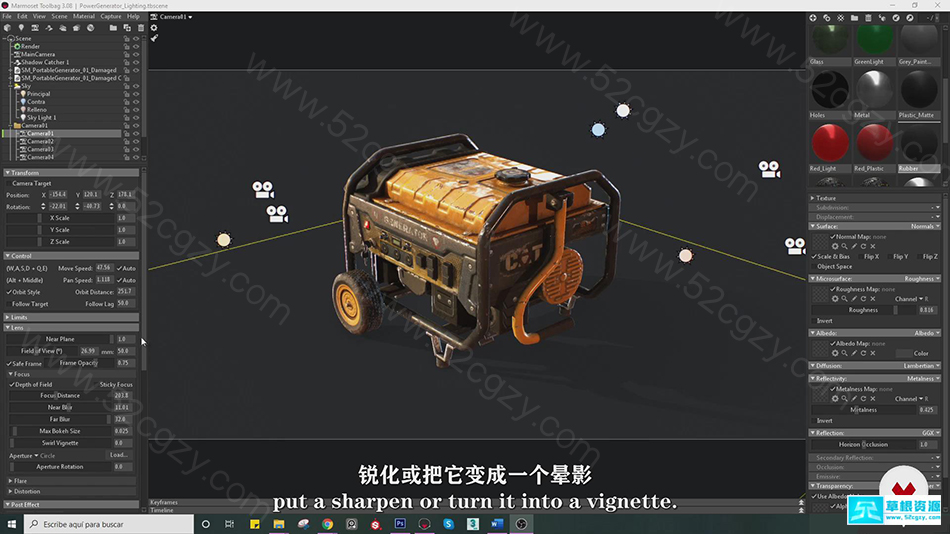 Marmoset Toolbag 3.08 | PowerGenerator_Lighting.tbscene
File Edit View Scene Material Capture Help
Camera01
Scene
Render
MainCamera
Shadow Catcher 1
SM_PortableGenerator_01_Damaged
SM_PortableGenerator_01_Damaged C
Sky
Principal
Contra
Relleno
Sky Light 1
Camera01
Camera01
Camera02
Camera03
Camera04
Transform
Camera Target
Position: X -154.4 Y 120.1 Z 178.1
Rotation: -22.01 -40.73 0.0
X Scale 1.0
Y Scale 1.0
Z Scale 1.0
Control
(W,A,S,D + Q,E) Move Speed: 47.56 Auto
(Alt + Middle) Pan Speed: 1.118 Auto
Orbit Style Orbit Distance: 251.7
Follow Target Follow Lag 50.0
Limits
Lens
Near Plane 1.0
Field of View (°) 26.99 mm: 50.0
Safe Frame Frame Opacity 0.75
Focus
Depth of Field Sticky Focus
Focus Distance 203.8
Near Blur 11.01
Far Blur 32.6
Max Bokeh Size 0.025
Swirl Vignette 0.0
Aperture Circle Load...
Aperture Rotation 0.0
Flare
Distortion
Post Effect
Keyframes
Timeline
GENERATOR
CAT
Glass GreenLight Grey_Paint...
Holes Metal Plastic_Matte
Red_Light Red_Plastic Rubber
Texture
Subdivision:
Displacement:
Surface: Normals
Normal Map: none
Scale & Bias Flip X Flip Y Flip Z
Object Space
Microsurface: Roughness
Roughness Map: none
Channel R
Roughness 0.816
Invert
Albedo: Albedo
Albedo Map: none
Color
Diffusion: Lambertian
Reflectivity: Metalness
Metalness Map: none
Channel R
Metalness 0.425
Invert
Reflection: GGX
Horizon Occlusion 1.0
Secondary Reflection:
Occlusion:
Emissive:
Transparency:
Use Albedo
锐化或把它变成一个晕影
put a sharpen or turn it into a vignette.
www.52cgzy.com
草根资源
www.52cgzy.com
Escribe aquí para buscar